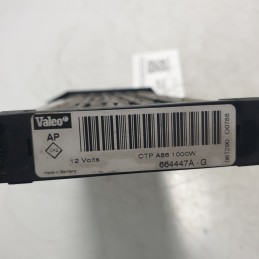 Valeo
AP
12 Volts
CTP A86 1000W
664447A - G
Made in Germany